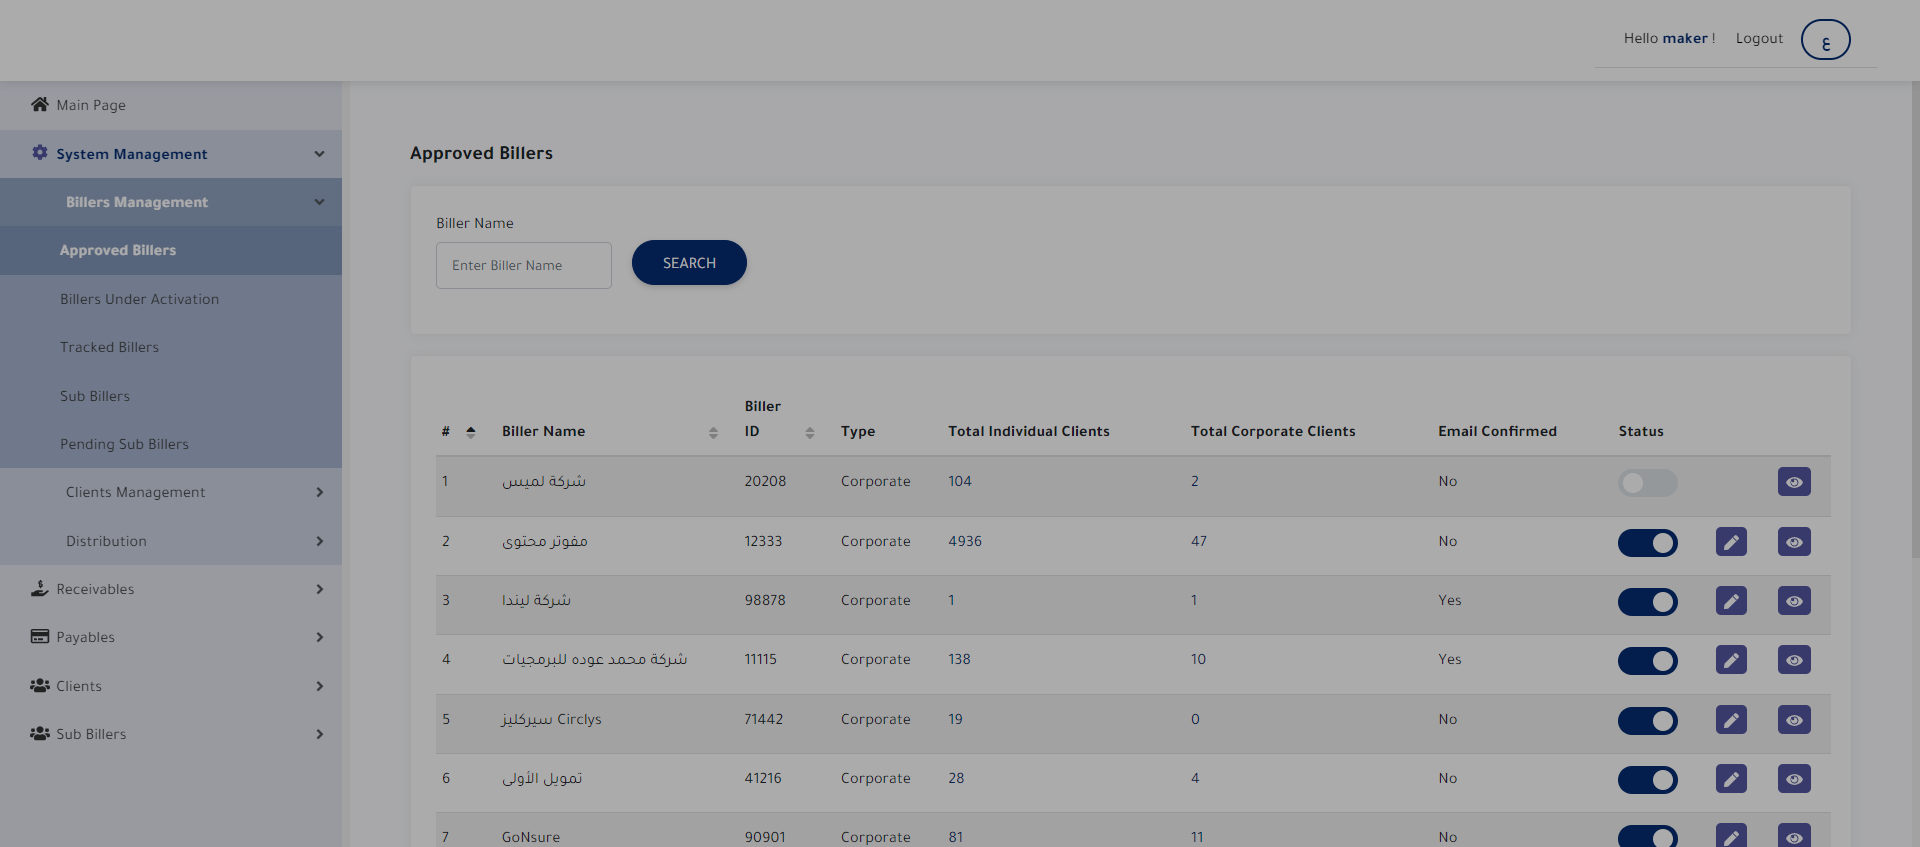 Hello maker ! Logout ع
Main Page
System Management
Billers Management
Approved Billers
Billers Under Activation
Tracked Billers
Sub Billers
Pending Sub Billers
Clients Management
Distribution
Receivables
Payables
Clients
Sub Billers
Approved Billers
Biller Name
Enter Biller Name SEARCH
# Biller Name Biller ID Type Total Individual Clients Total Corporate Clients Email Confirmed Status
1 شركة لميس 20208 Corporate 104 2 No
2 مفوتر محتوى 12333 Corporate 4936 47 No
3 شركة ليندا 98878 Corporate 1 1 Yes
4 شركة محمد عوده للبرمجيات 11115 Corporate 138 10 Yes
5 سيركليز Circlys 71442 Corporate 19 0 No
6 تمويل الأولى 41216 Corporate 28 4 No
7 GoNsure 90901 Corporate 81 11 No